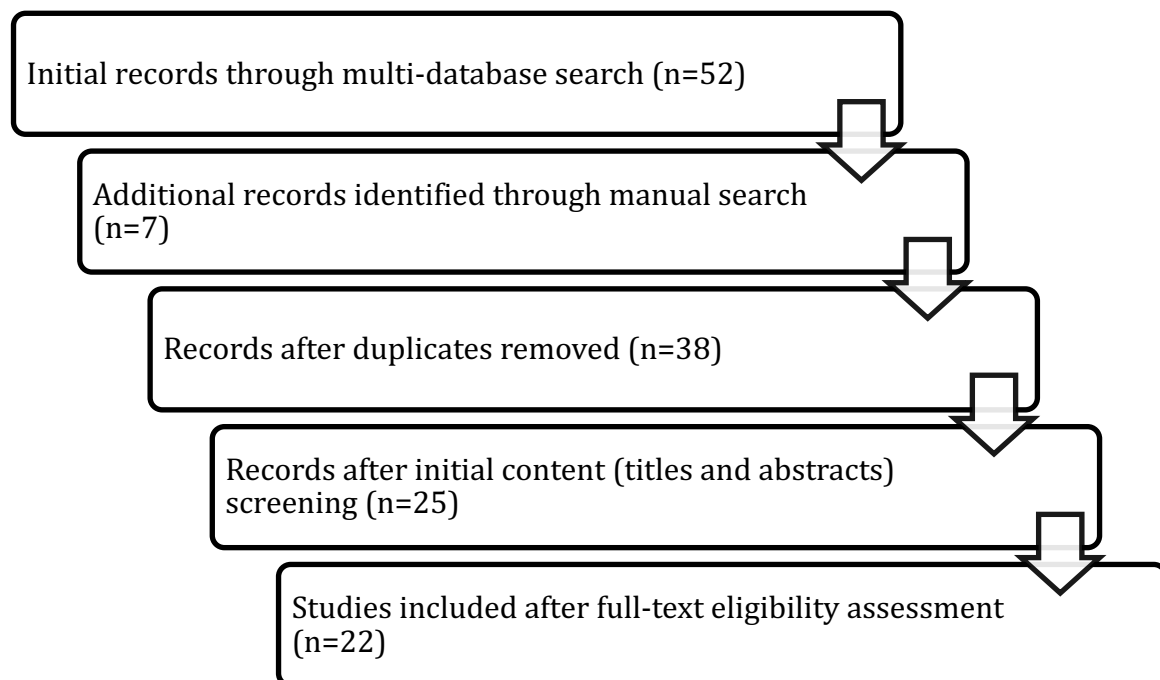 Initial records through multi-database search (n=52)
Additional records identified through manual search
(n=7)
Records after duplicates removed (n=38)
Records after initial content (titles and abstracts)
screening (n=25)
Studies included after full-text eligibility assessment
(n=22)